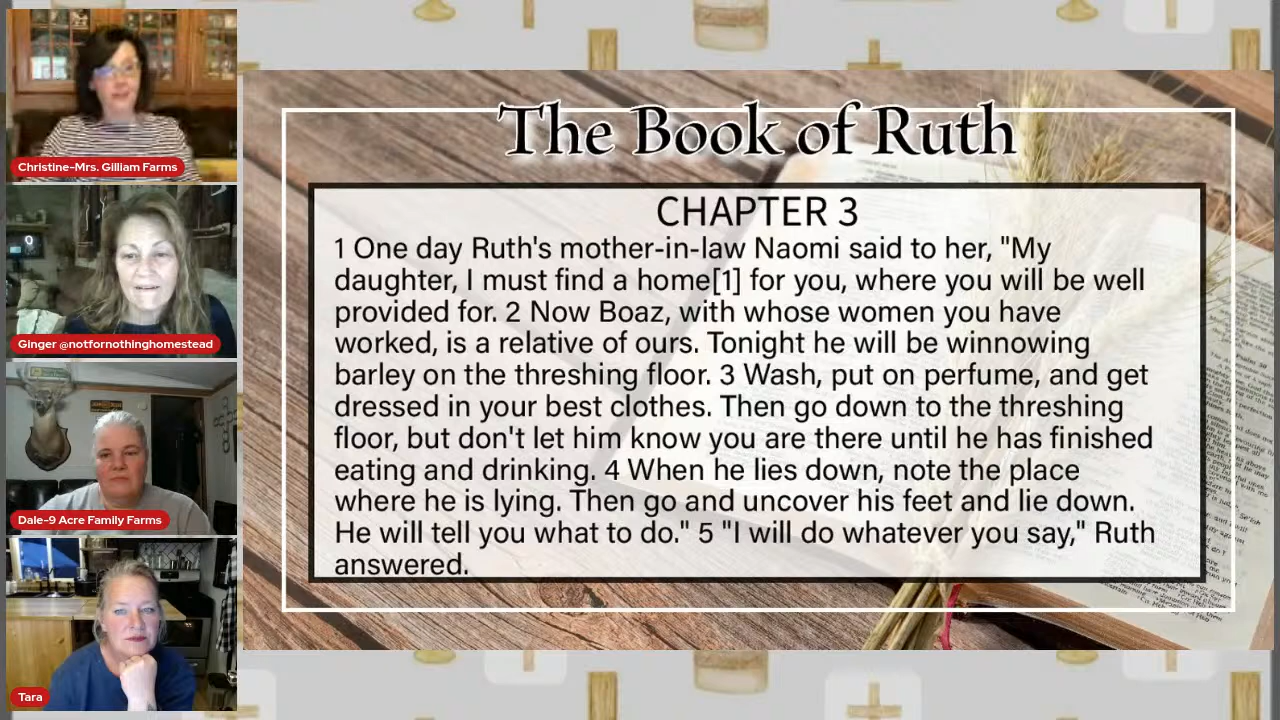 Christine-Mrs. Gilliam Farms
Ginger @notfornothinghomestead
Dale-9 Acre Family Farms
Tara
The Book of Ruth
CHAPTER 3
1 One day Ruth's mother-in-law Naomi said to her, "My
daughter, I must find a home[1] for you, where you will be well
provided for. 2 Now Boaz, with whose women you have
worked, is a relative of ours. Tonight he will be winnowing
barley on the threshing floor. 3 Wash, put on perfume, and get
dressed in your best clothes. Then go down to the threshing
floor, but don't let him know you are there until he has finished
eating and drinking. 4 When he lies down, note the place
where he is lying. Then go and uncover his feet and lie down.
He will tell you what to do." 5 "I will do whatever you say," Ruth
answered.